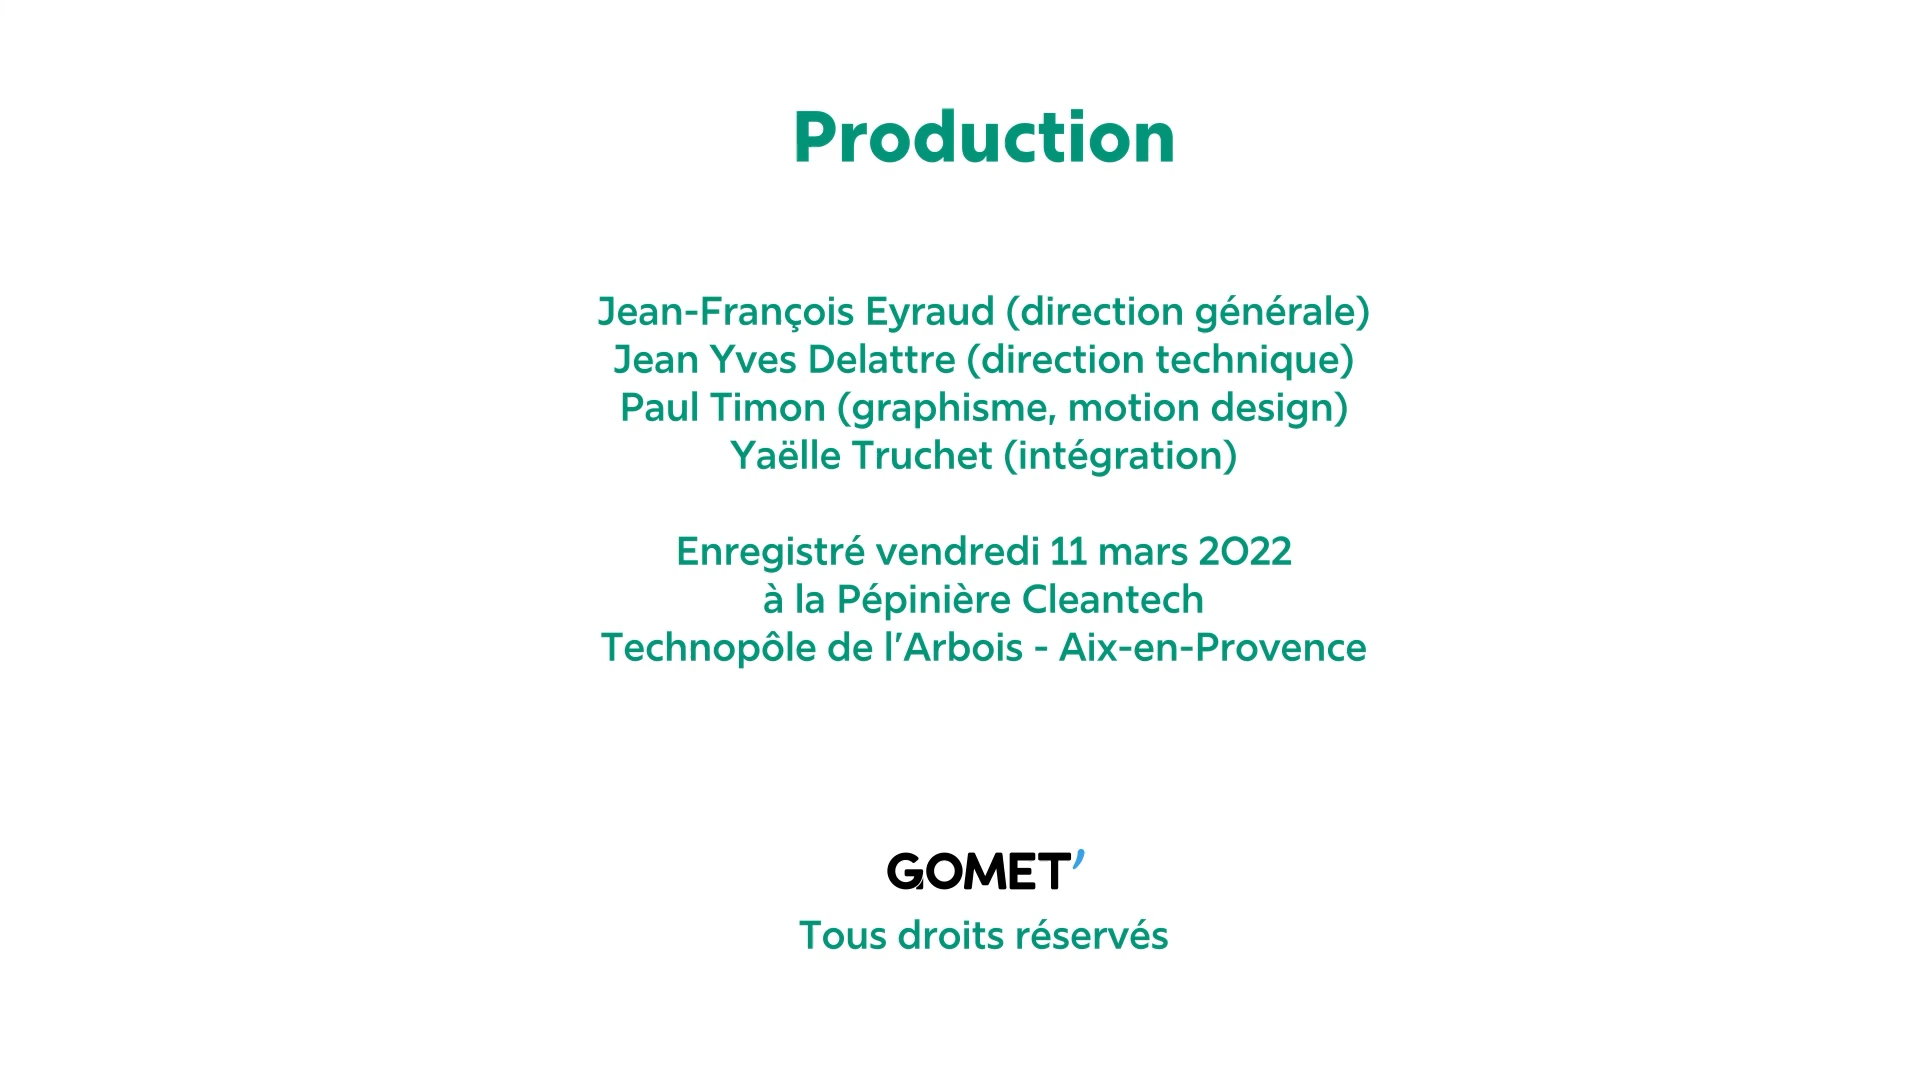 Production
Jean-François Eyraud (direction générale)
Jean Yves Delattre (direction technique)
Paul Timon (graphisme, motion design)
Yaëlle Truchet (intégration)
Enregistré vendredi 11 mars 2022
à la Pépinière Cleantech
Technopôle de l’Arbois - Aix-en-Provence
GOMET’
Tous droits réservés